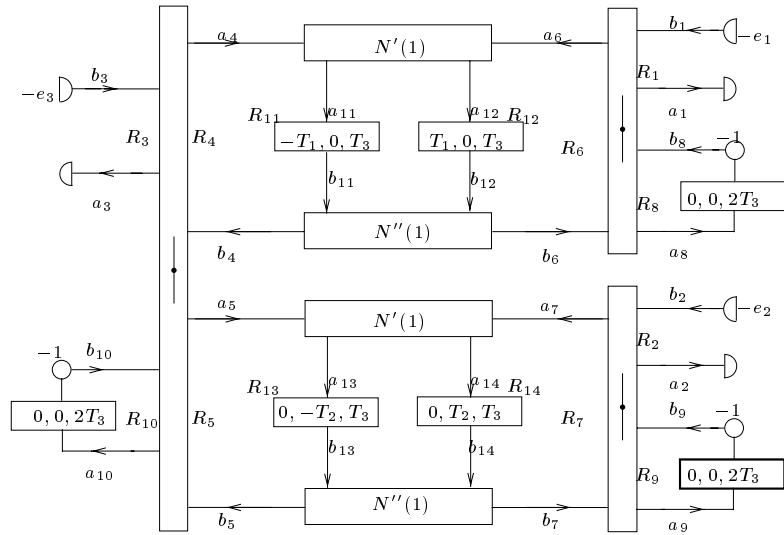 a₄ N′(1) a₆ b₁ −e₁
−e₃ b₃ R₁
R₁₁ a₁₁ a₁₂ R₁₂ a₁
R₃ R₄ −T₁, 0, T₃ T₁, 0, T₃ R₆ b₈ −1
b₁₁ b₁₂
a₃ R₈ 0, 0, 2T₃
b₄ N″(1) b₆ a₈
a₅ N′(1) a₇ b₂ −e₂
−1 b₁₀ R₂
R₁₃ a₁₃ a₁₄ R₁₄ a₂
0, 0, 2T₃ R₁₀ R₅ 0, −T₂, T₃ 0, T₂, T₃ R₇ b₉ −1
b₁₃ b₁₄
a₁₀ R₉ 0, 0, 2T₃
b₅ N″(1) b₇ a₉